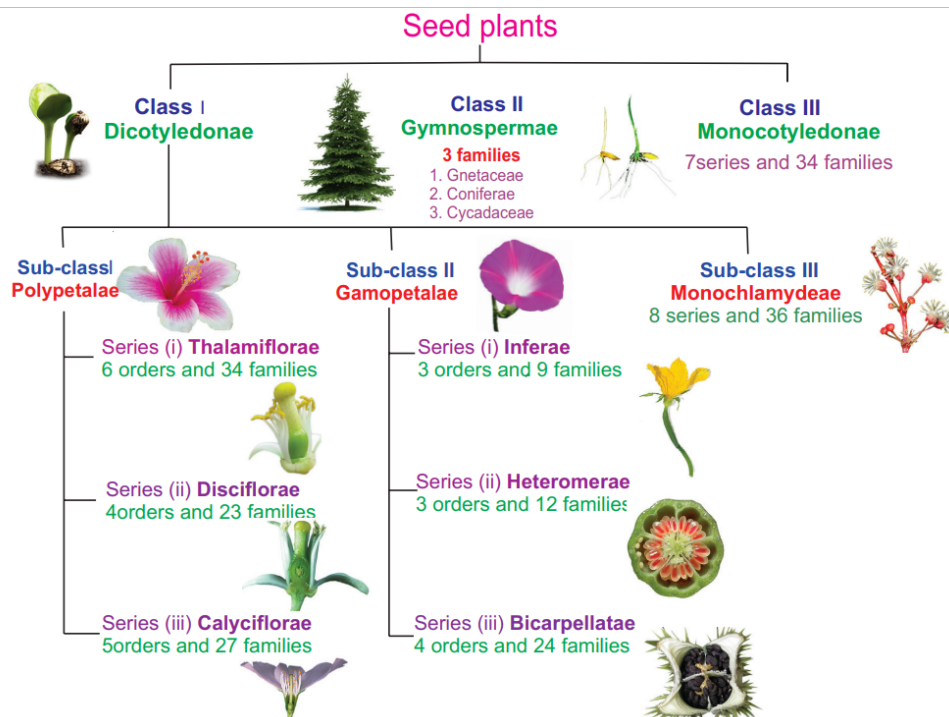 Seed plants
Class I
Dicotyledonae
Class II
Gymnospermae
3 families
1. Gnetaceae
2. Coniferae
3. Cycadaceae
Class III
Monocotyledonae
7series and 34 families
Sub-classI
Polypetalae
Sub-class II
Gamopetalae
Sub-class III
Monochlamydeae
8 series and 36 families
Series (i) Thalamiflorae
6 orders and 34 families
Series (ii) Disciflorae
4orders and 23 families
Series (iii) Calyciflorae
5orders and 27 families
Series (i) Inferae
3 orders and 9 families
Series (ii) Heteromerae
3 orders and 12 families
Series (iii) Bicarpellatae
4 orders and 24 families